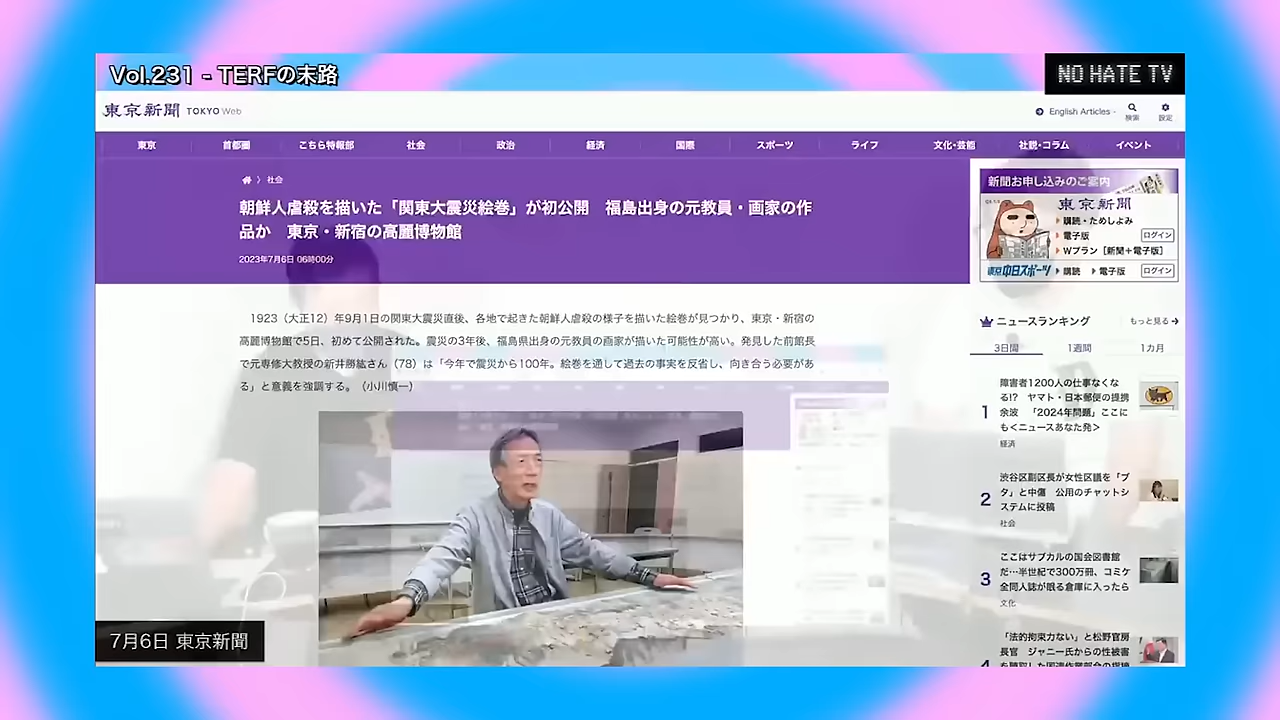 Vol.231 - TERFの末路
NO HATE TV
東京新聞 TOKYO Web
English Articles
検索
設定
東京
首都圏
こちら特報部
社会
政治
経済
国際
スポーツ
ライフ
文化・芸能
社説・コラム
イベント
〉 社会
朝鮮人虐殺を描いた「関東大震災絵巻」が初公開　福島出身の元教員・画家の作
品か　東京・新宿の高麗博物館
2023年7月6日 06時00分
1923（大正12）年9月1日の関東大震災直後、各地で起きた朝鮮人虐殺の様子を描いた絵巻が見つかり、東京・新宿の
高麗博物館で5日、初めて公開された。震災の3年後、福島県出身の元教員の画家が描いた可能性が高い。発見した前館長
で元専修大教授の新井勝紘さん（78）は「今年で震災から100年。絵巻を通して過去の事実を反省し、向き合う必要があ
る」と意義を強調する。（小川慎一）
新聞お申し込みのご案内
東京新聞
購読・ためしよみ
電子版
ログイン
Wプラン［新聞＋電子版］
東京中日スポーツ
購読
電子版
ログイン
ニュースランキング
もっと見る
3日間
1週間
1カ月
1
障害者1200人の仕事なくな
る!?　ヤマト・日本郵便の提携
余波　「2024年問題」ここに
も＜ニュースあなた発＞
経済
2
渋谷区副区長が女性区議を「ブ
タ」と中傷　公用のチャットシ
ステムに投稿
社会
3
ここはサブカルの国会図書館
だ…半世紀で300万冊、コミケ
全同人誌が眠る倉庫に入ったら
文化
4
「法的拘束力ない」と松野官房
長官　ジャニー氏からの性被害
7月6日 東京新聞